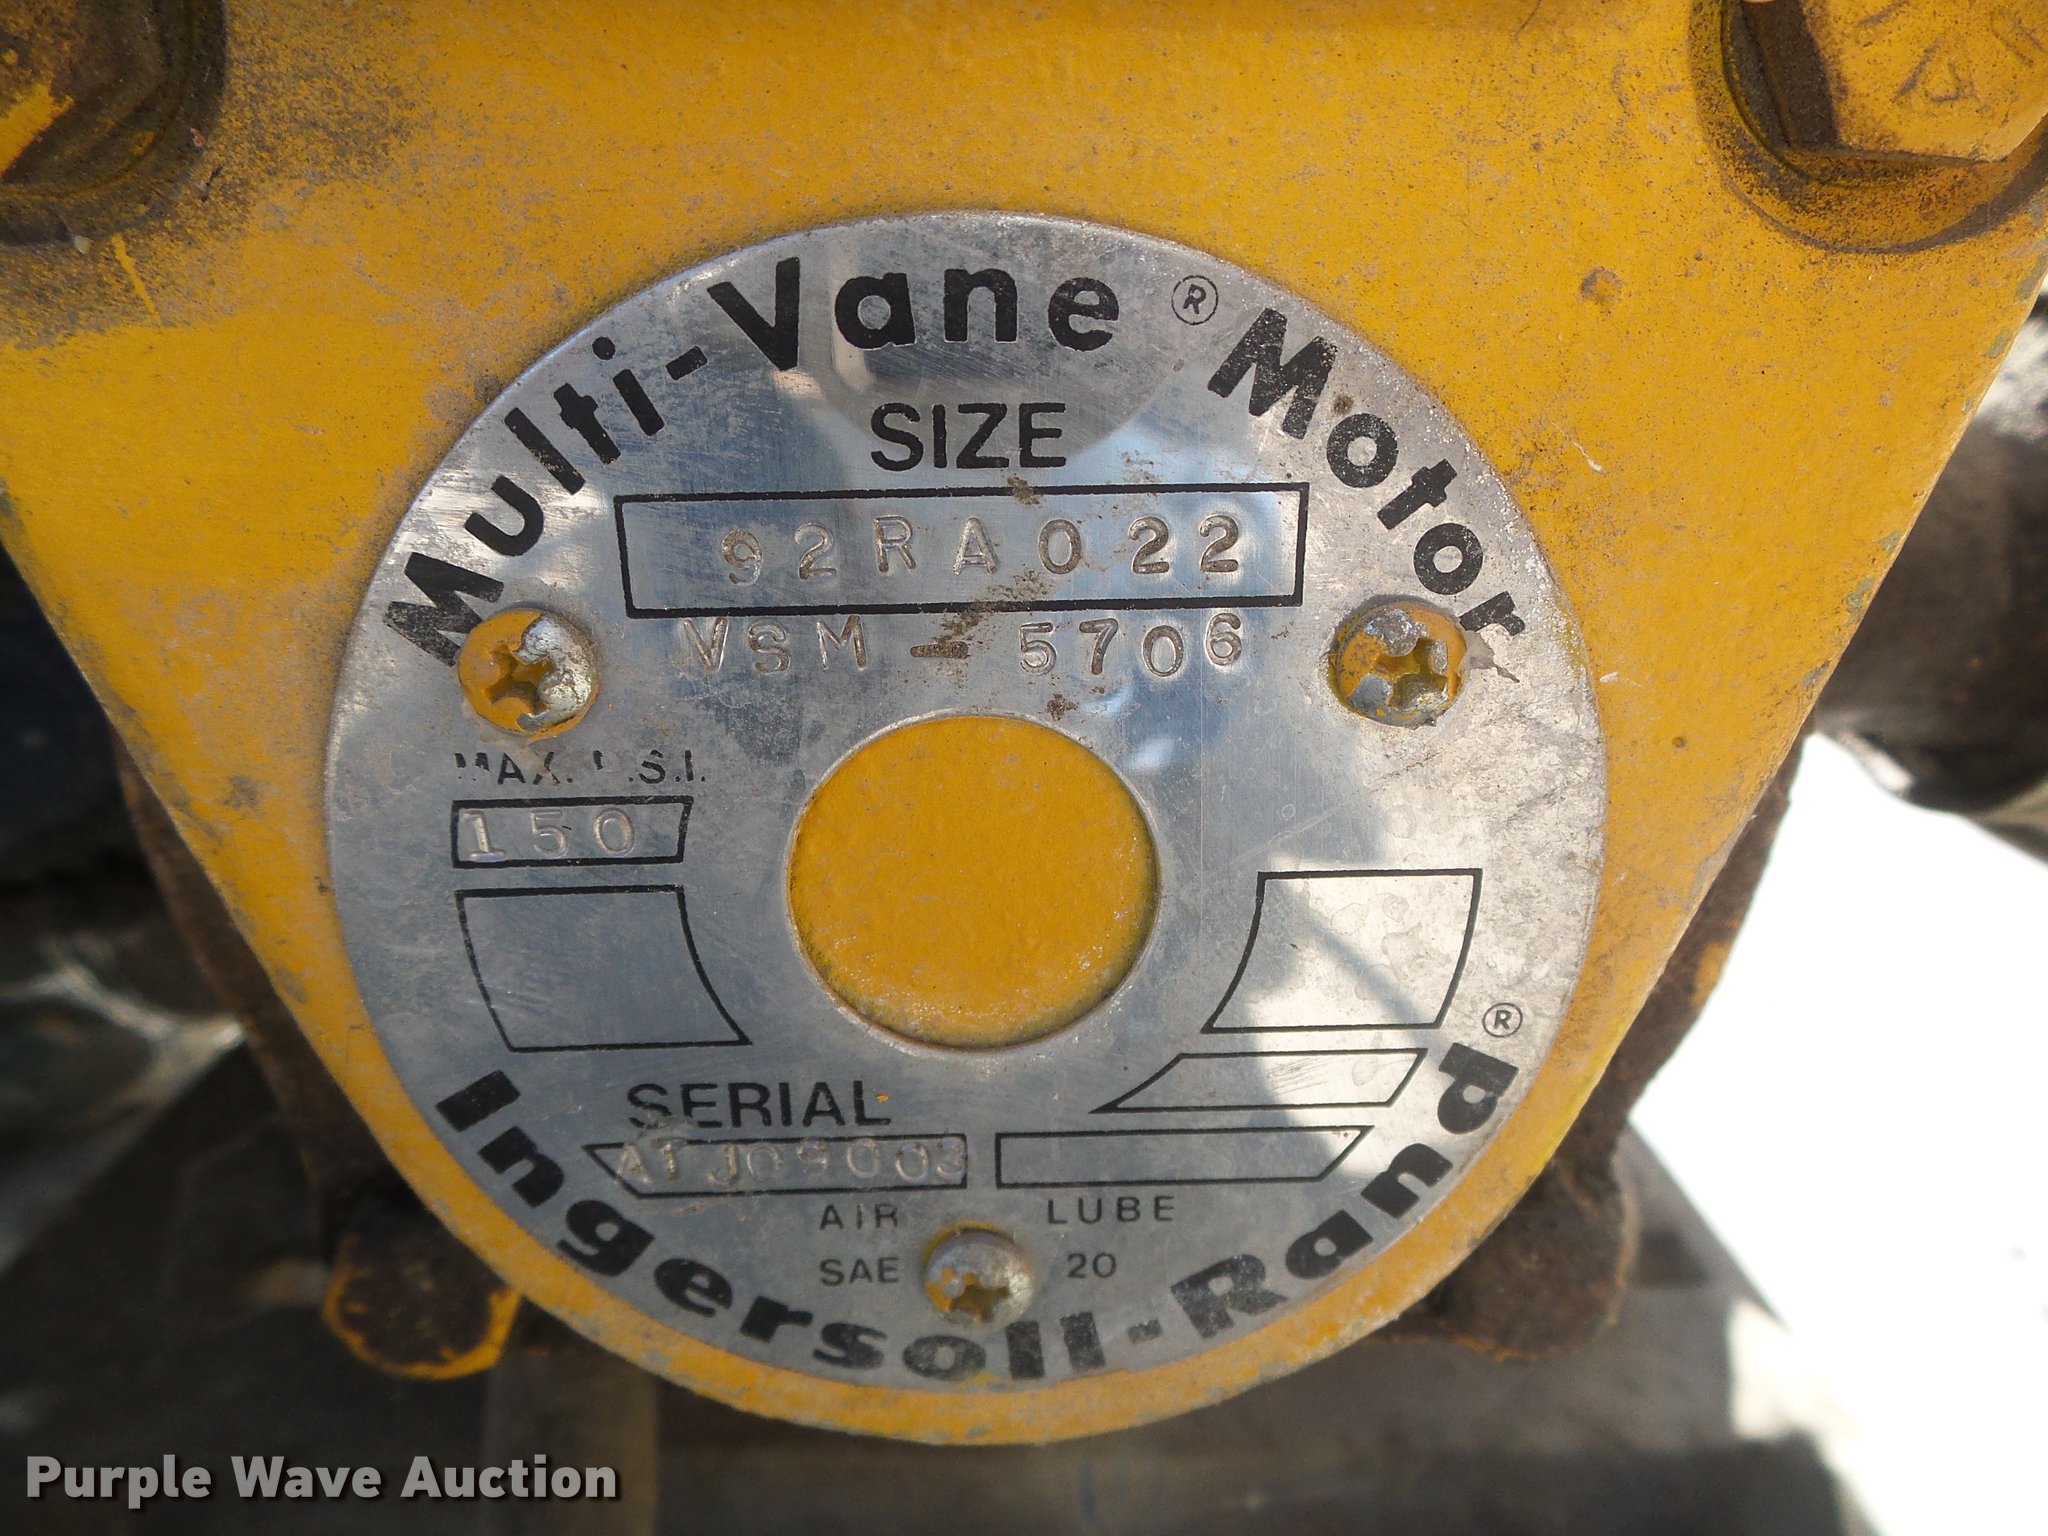 Multi-Vane® Motor
SIZE
92RA022
VSM-5706
MAX. P.S.I.
150
SERIAL
ATJ09003
AIR LUBE
SAE 20
Ingersoll-Rand®
Purple Wave Auction